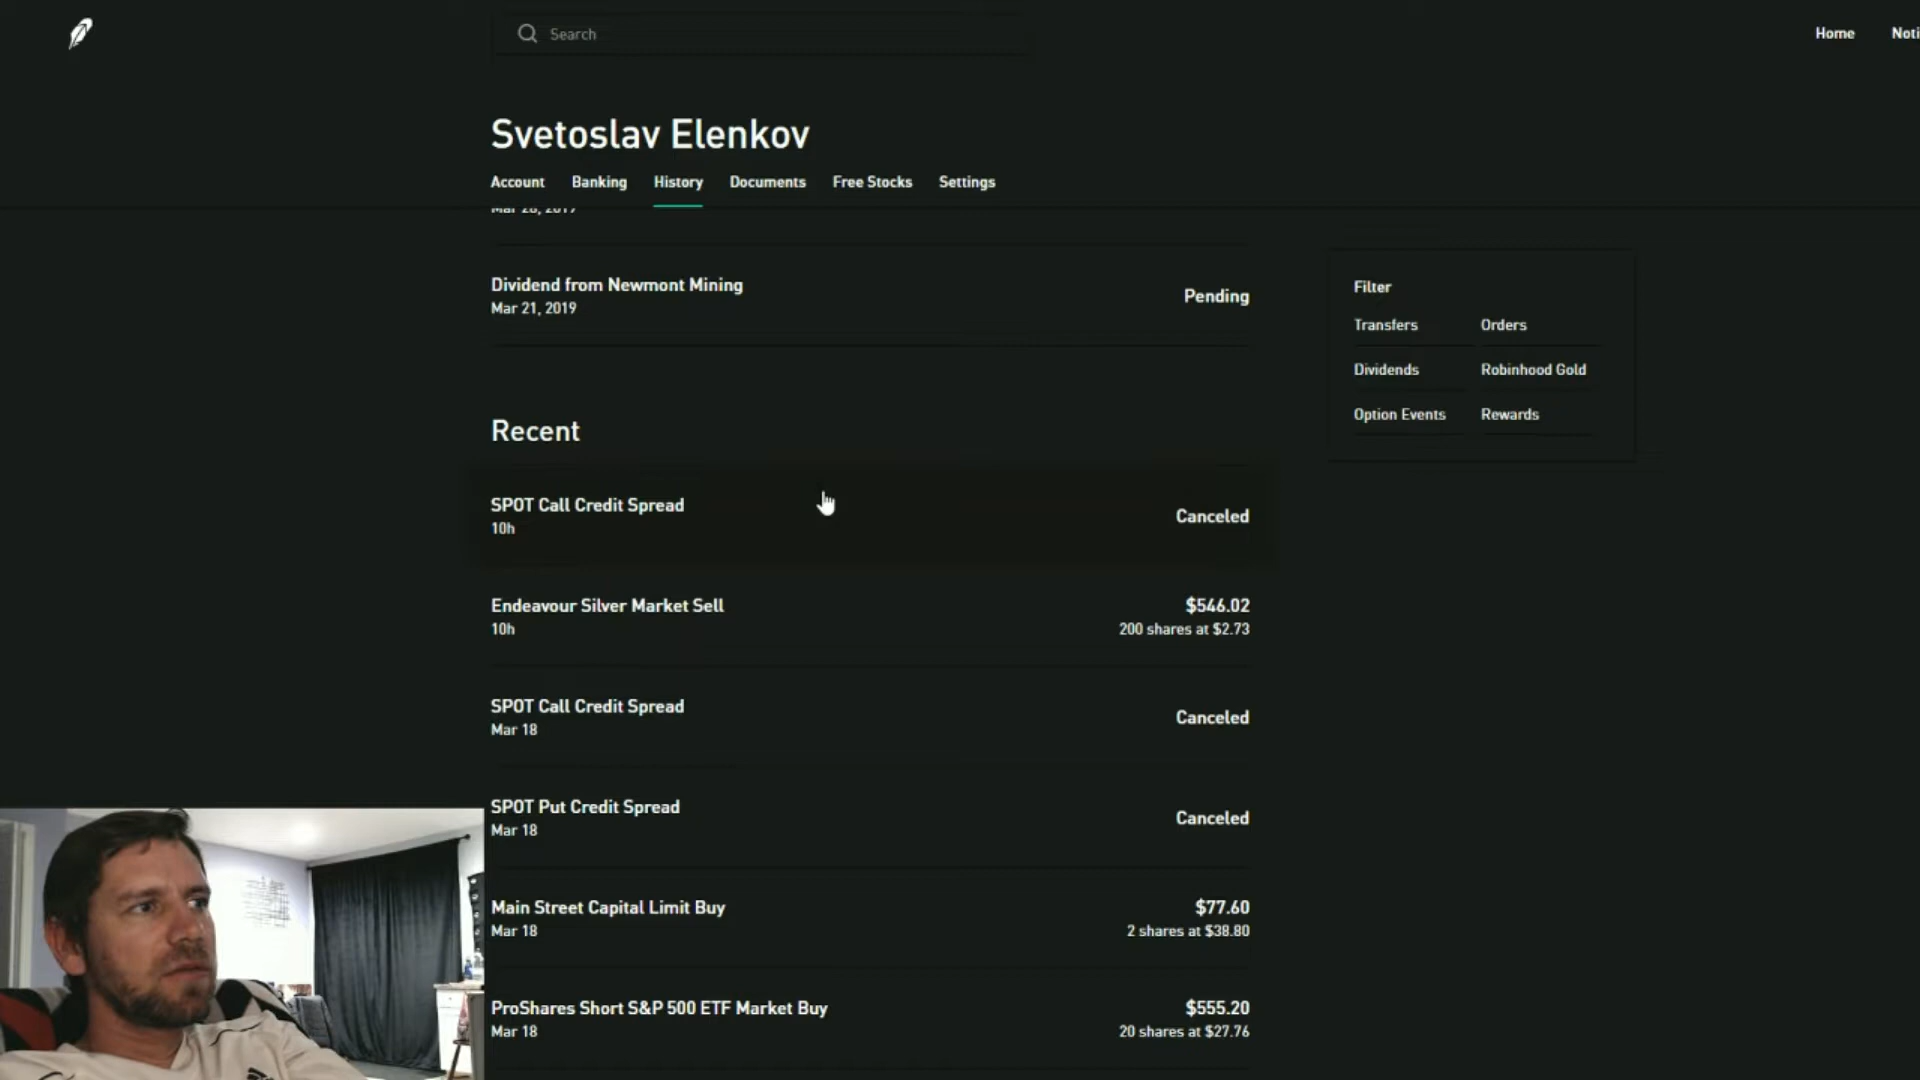 Search
Home
Noti
Svetoslav Elenkov
Account Banking History Documents Free Stocks Settings
Dividend from Newmont Mining
Mar 21, 2019
Pending
Filter
Transfers Orders
Dividends Robinhood Gold
Option Events Rewards
Recent
SPOT Call Credit Spread
10h
Canceled
Endeavour Silver Market Sell
10h
$546.02
200 shares at $2.73
SPOT Call Credit Spread
Mar 18
Canceled
SPOT Put Credit Spread
Mar 18
Canceled
Main Street Capital Limit Buy
Mar 18
$77.60
2 shares at $38.80
ProShares Short S&P 500 ETF Market Buy
Mar 18
$555.20
20 shares at $27.76